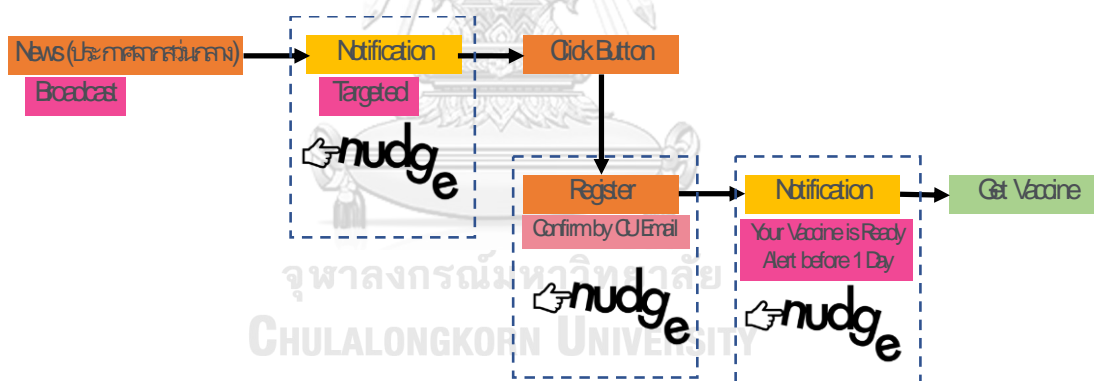 News (ประกาศจากส่วนกลาง)
Broadcast
Notification
Targeted
nudge
Click Button
Register
Confirm by CU Email
nudge
Notification
Your Vaccine is Ready
Alert before 1 Day
nudge
Get Vaccine
จุฬาลงกรณ์มหาวิทยาลัย
CHULALONGKORN UNIVERSITY